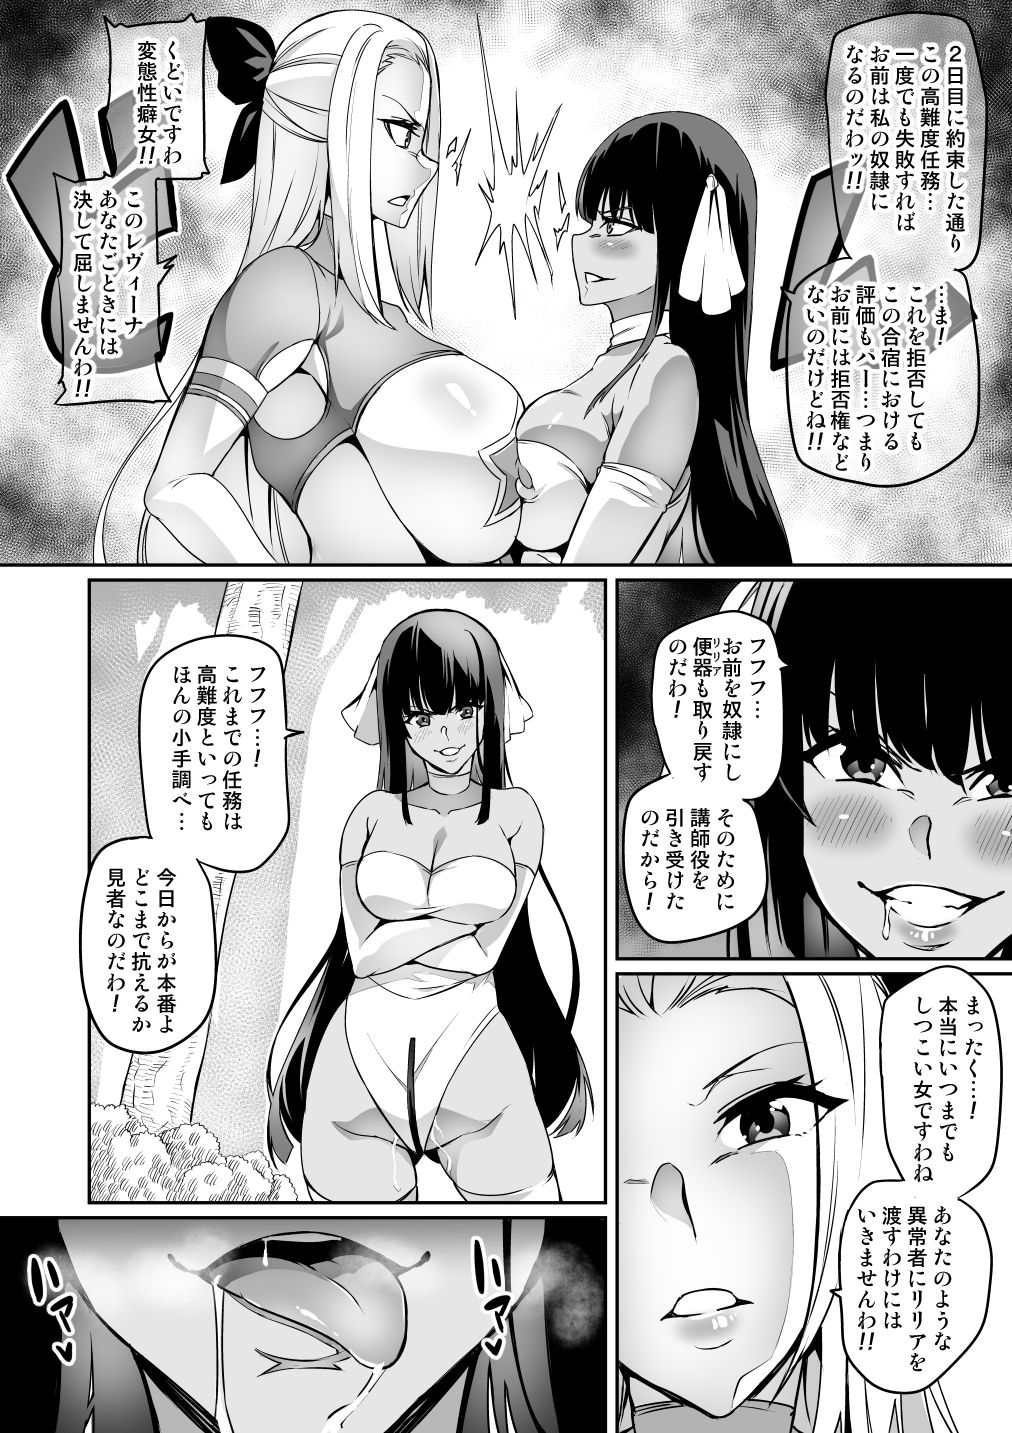 ２日目に約束した通り
この高難度任務…
一度でも失敗すれば
お前は私の奴隷に
なるのだわッ!!
…ま！
これを拒否しても
この合宿における
評価もパー…つまり
お前には拒否権など
ないのだけどね!!
くどいですわ
変態性癖女!!
このレヴィーナ
あなたごときには
決して屈しませんわ!!
フフフ…
お前を奴隷にし
便器も取り戻す
リリア
のだわ！
そのために
講師役を
引き受けた
のだから！
フフフ…！
これまでの任務は
高難度といっても
ほんの小手調べ…
今日からが本番よ
どこまで抗えるか
見者なのだわ！
まったく…！
本当にいつまでも
しつこい女ですわね
あなたのような
異常者にリリアを
渡すわけには
いきませんわ!!
ハァ♥
ハァ♥